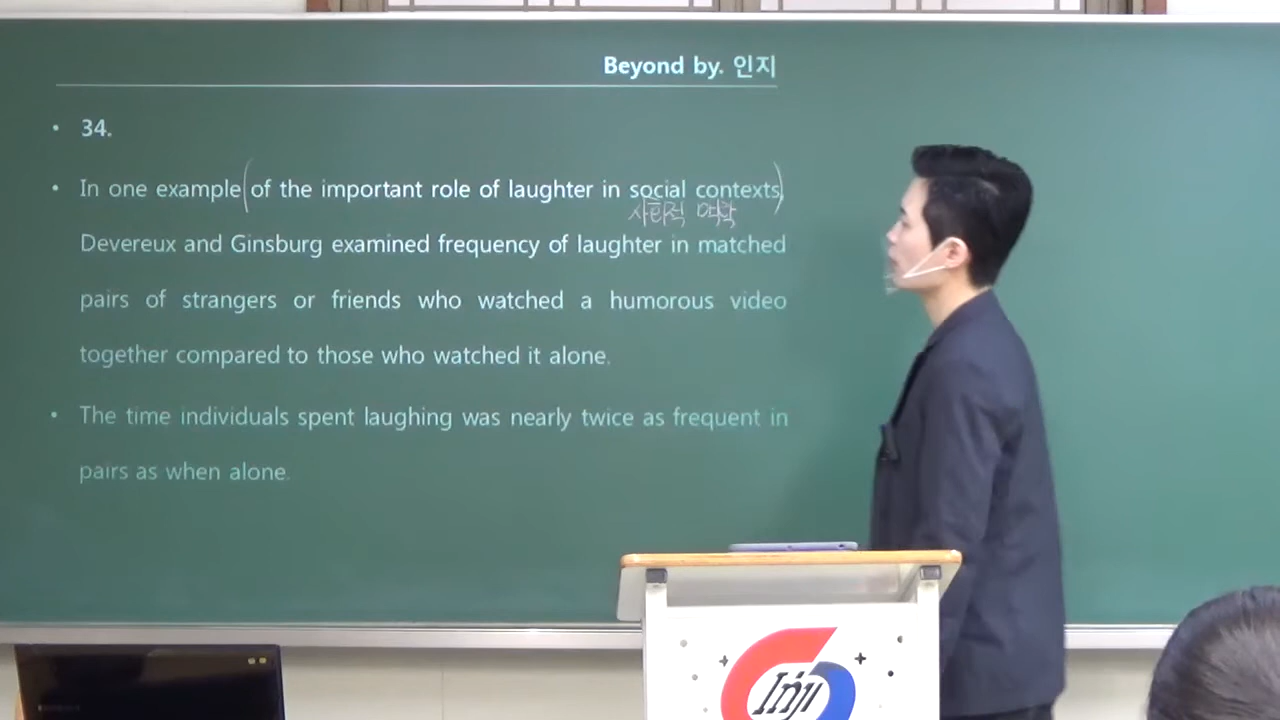 Beyond by. 인지
• 34.
• In one example (of the important role of laughter in social contexts),
사회적 맥락
Devereux and Ginsburg examined frequency of laughter in matched
pairs of strangers or friends who watched a humorous video
together compared to those who watched it alone.
• The time individuals spent laughing was nearly twice as frequent in
pairs as when alone.
Inji